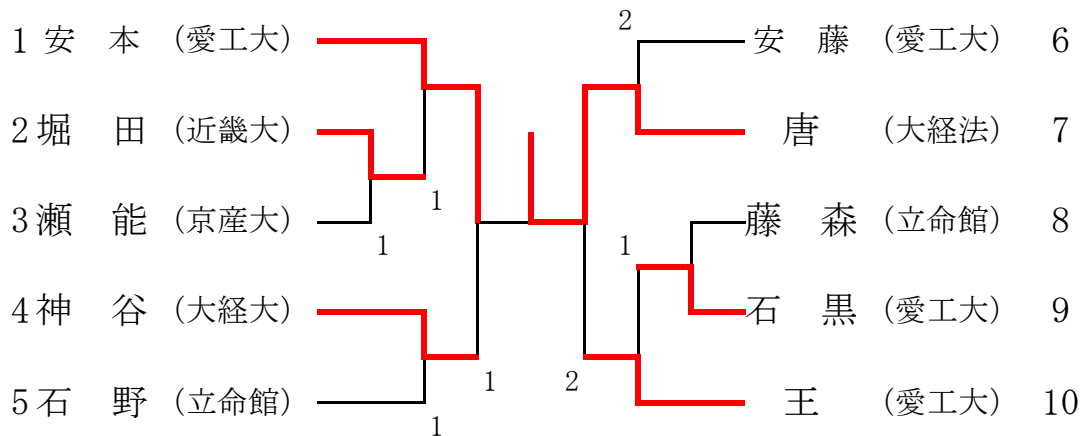 1 安 本 (愛工大)
2 堀 田 (近畿大)
1
3 瀬 能 (京産大)
1
4 神 谷 (大経大)
1
5 石 野 (立命館)
1
2
安 藤 (愛工大) 6
唐 (大経法) 7
藤 森 (立命館) 8
1
石 黒 (愛工大) 9
2
王 (愛工大) 10